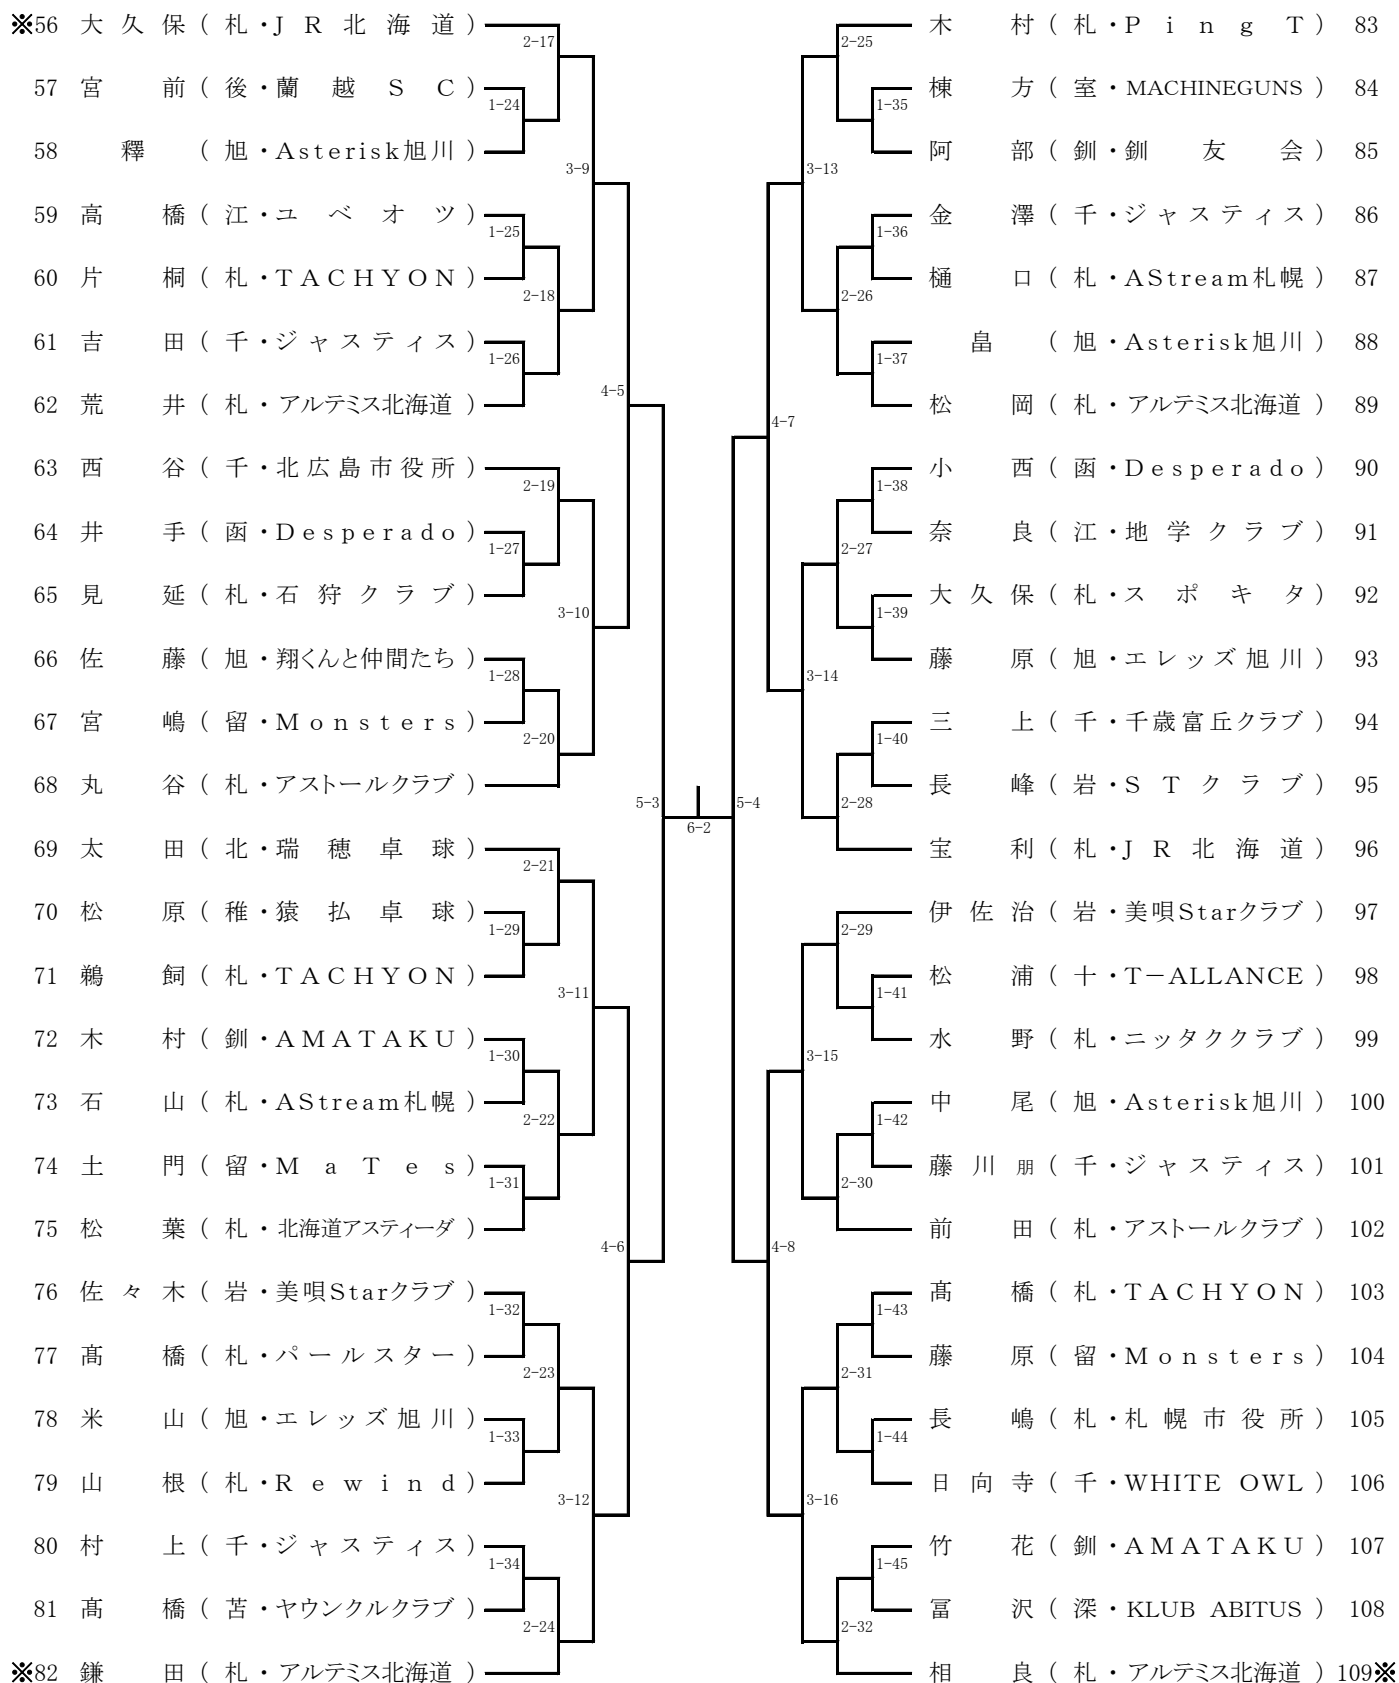 ※56 大久保 (札・JR北海道)
2-17
57 宮前 (後・蘭越SC)
1-24
58 釋 (旭・Asterisk旭川)
3-9
59 高橋 (江・ユベオツ)
1-25
60 片桐 (札・TACHYON)
2-18
61 吉田 (千・ジャスティス)
1-26
62 荒井 (札・アルテミス北海道)
4-5
63 西谷 (千・北広島市役所)
2-19
64 井手 (函・Desperado)
1-27
65 見延 (札・石狩クラブ)
3-10
66 佐藤 (旭・翔くんと仲間たち)
1-28
67 宮嶋 (留・Monsters)
2-20
68 丸谷 (札・アストールクラブ)
5-3
69 太田 (北・瑞穂卓球)
2-21
70 松原 (稚・猿払卓球)
1-29
71 鵜飼 (札・TACHYON)
3-11
72 木村 (釧・AMATAKU)
1-30
73 石山 (札・AStream札幌)
2-22
74 土門 (留・MaTes)
1-31
75 松葉 (札・北海道アスティーダ)
4-6
76 佐々木 (岩・美唄Starクラブ)
1-32
77 髙橋 (札・パールスター)
2-23
78 米山 (旭・エレッズ旭川)
1-33
79 山根 (札・Rewind)
3-12
80 村上 (千・ジャスティス)
1-34
81 髙橋 (苫・ヤウンクルクラブ)
2-24
※82 鎌田 (札・アルテミス北海道)
6-2
木村 (札・PingT) 83
2-25
棟方 (室・MACHINEGUNS) 84
1-35
阿部 (釧・釧友会) 85
3-13
金澤 (千・ジャスティス) 86
1-36
樋口 (札・AStream札幌) 87
2-26
畠 (旭・Asterisk旭川) 88
1-37
松岡 (札・アルテミス北海道) 89
4-7
小西 (函・Desperado) 90
1-38
奈良 (江・地学クラブ) 91
2-27
大久保 (札・スポキタ) 92
1-39
藤原 (旭・エレッズ旭川) 93
3-14
三上 (千・千歳富丘クラブ) 94
1-40
長峰 (岩・STクラブ) 95
2-28
5-4
宝利 (札・JR北海道) 96
伊佐治 (岩・美唄Starクラブ) 97
2-29
松浦 (十・T－ALLANCE) 98
1-41
水野 (札・ニッタククラブ) 99
3-15
中尾 (旭・Asterisk旭川) 100
1-42
藤川朋 (千・ジャスティス) 101
2-30
前田 (札・アストールクラブ) 102
4-8
髙橋 (札・TACHYON) 103
1-43
藤原 (留・Monsters) 104
2-31
長嶋 (札・札幌市役所) 105
1-44
日向寺 (千・WHITE OWL) 106
3-16
竹花 (釧・AMATAKU) 107
1-45
冨沢 (深・KLUB ABITUS) 108
2-32
相良 (札・アルテミス北海道) 109※